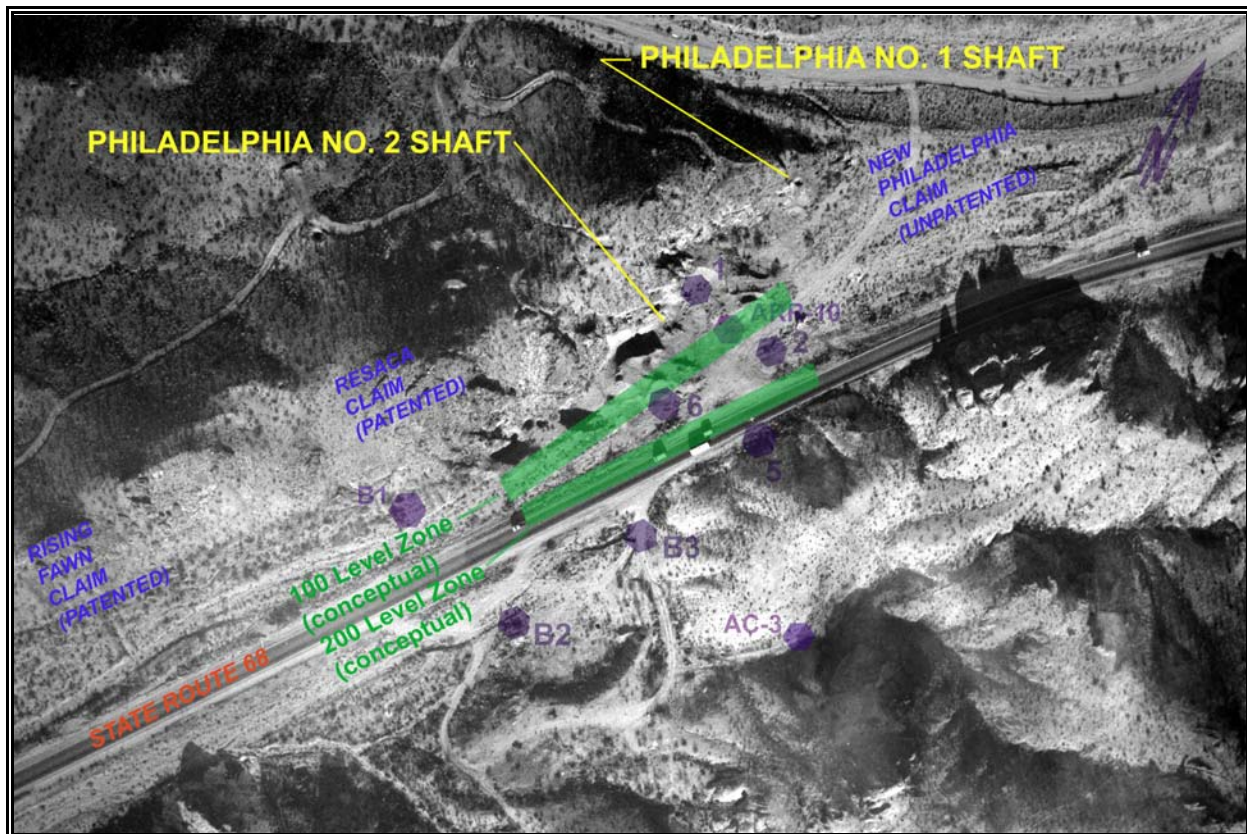 PHILADELPHIA NO. 1 SHAFT
PHILADELPHIA NO. 2 SHAFT
NEW
PHILADELPHIA
CLAIM
(UNPATENTED)
N
1
ARR-10
2
RESACA
CLAIM
(PATENTED)
6
5
B1
RISING
FAWN
CLAIM
(PATENTED)
100 Level Zone
(conceptual)
200 Level Zone
(conceptual)
B3
B2
AC-3
STATE ROUTE 68